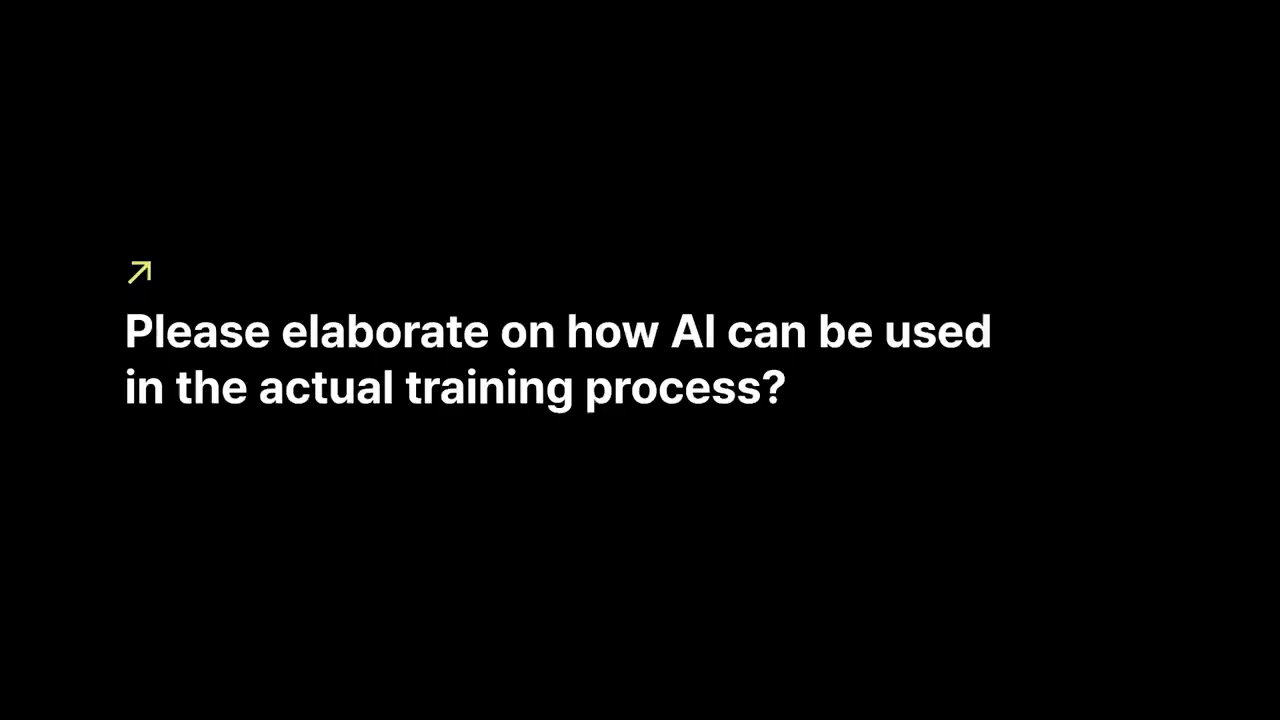 Please elaborate on how AI can be used
in the actual training process?